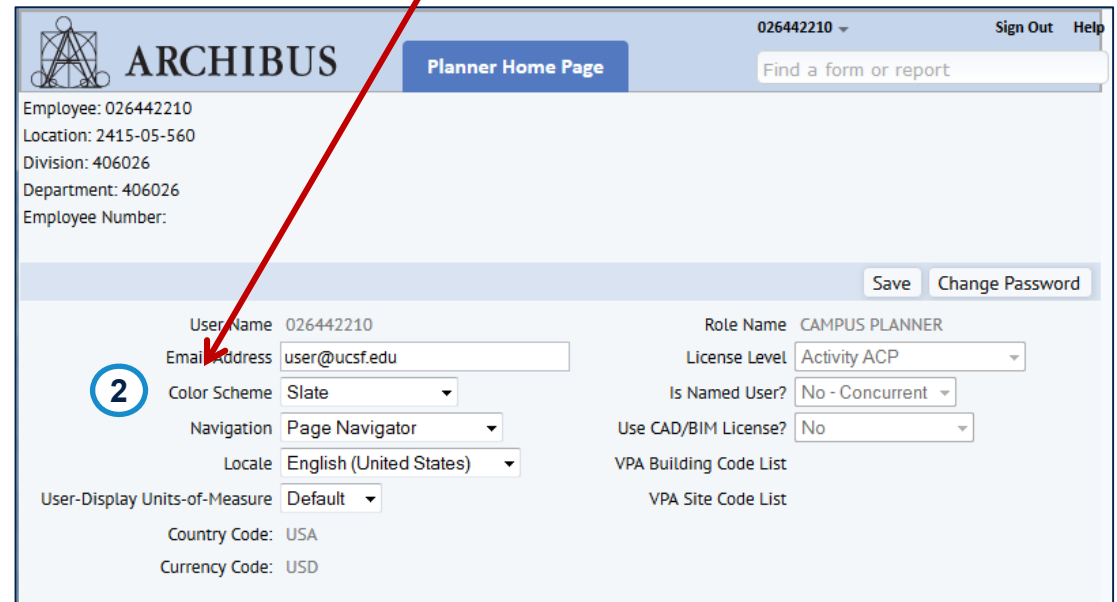 026442210 Sign Out Help
ARCHIBUS Planner Home Page Find a form or report
Employee: 026442210
Location: 2415-05-560
Division: 406026
Department: 406026
Employee Number:
Save Change Password
User Name 026442210 Role Name CAMPUS PLANNER
Email Address user@ucsf.edu License Level Activity ACP
2 Color Scheme Slate Is Named User? No - Concurrent
Navigation Page Navigator Use CAD/BIM License? No
Locale English (United States) VPA Building Code List
User-Display Units-of-Measure Default VPA Site Code List
Country Code: USA
Currency Code: USD